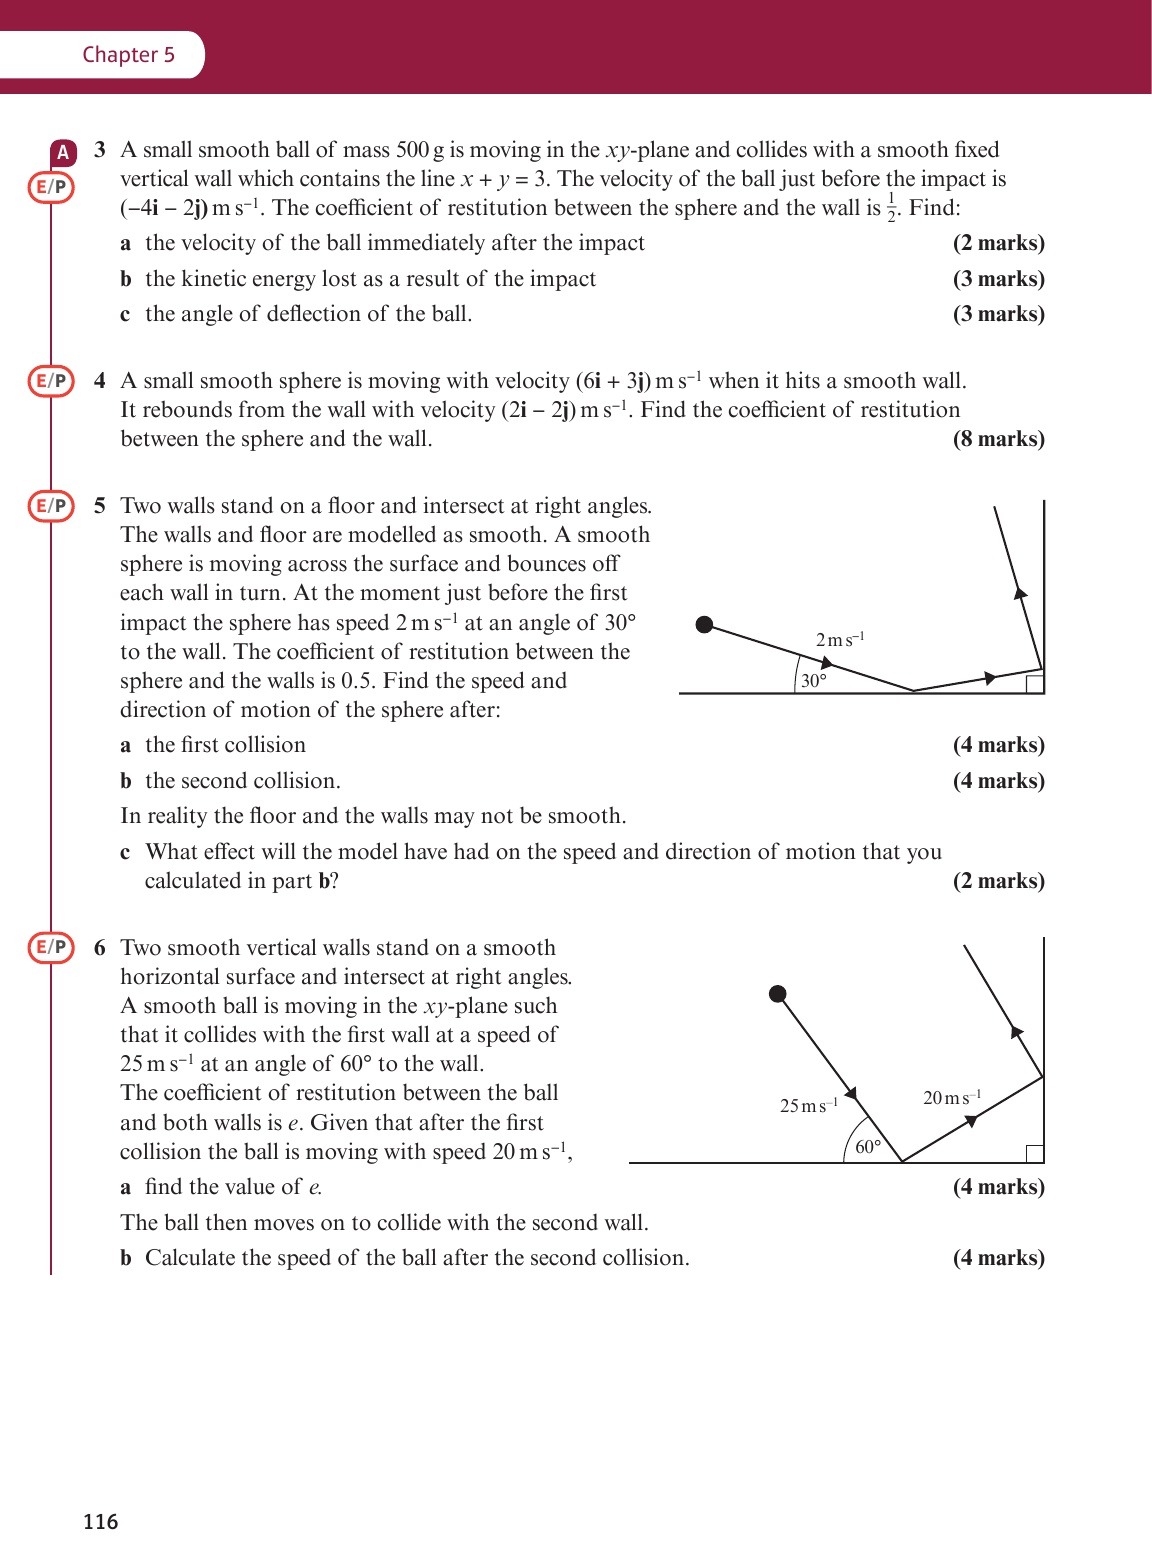 Chapter 5
A
E/P
3 A small smooth ball of mass 500 g is moving in the xy-plane and collides with a smooth fixed
vertical wall which contains the line x + y = 3. The velocity of the ball just before the impact is
(−4i − 2j) m s⁻¹. The coefficient of restitution between the sphere and the wall is 1/2. Find:
a the velocity of the ball immediately after the impact (2 marks)
b the kinetic energy lost as a result of the impact (3 marks)
c the angle of deflection of the ball. (3 marks)
E/P
4 A small smooth sphere is moving with velocity (6i + 3j) m s⁻¹ when it hits a smooth wall.
It rebounds from the wall with velocity (2i − 2j) m s⁻¹. Find the coefficient of restitution
between the sphere and the wall. (8 marks)
E/P
5 Two walls stand on a floor and intersect at right angles.
The walls and floor are modelled as smooth. A smooth
sphere is moving across the surface and bounces off
each wall in turn. At the moment just before the first
impact the sphere has speed 2 m s⁻¹ at an angle of 30°
to the wall. The coefficient of restitution between the
sphere and the walls is 0.5. Find the speed and
direction of motion of the sphere after:
2 m s⁻¹
30°
a the first collision (4 marks)
b the second collision. (4 marks)
In reality the floor and the walls may not be smooth.
c What effect will the model have had on the speed and direction of motion that you
calculated in part b? (2 marks)
E/P
6 Two smooth vertical walls stand on a smooth
horizontal surface and intersect at right angles.
A smooth ball is moving in the xy-plane such
that it collides with the first wall at a speed of
25 m s⁻¹ at an angle of 60° to the wall.
The coefficient of restitution between the ball
and both walls is e. Given that after the first
collision the ball is moving with speed 20 m s⁻¹,
25 m s⁻¹
20 m s⁻¹
60°
a find the value of e. (4 marks)
The ball then moves on to collide with the second wall.
b Calculate the speed of the ball after the second collision. (4 marks)
116